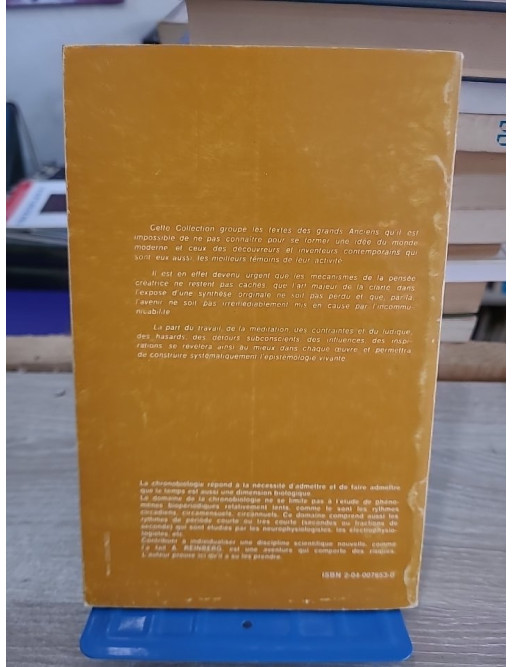 Cette Collection groupe les textes des grands Anciens qu'il est
impossible de ne pas connaître pour se former une idée du monde
moderne et ceux des découvreurs et inventeurs contemporains qui
sont eux aussi, les meilleurs témoins de leur activité.
Il est en effet devenu urgent que les mécanismes de la pensée
créatrice ne restent pas cachés, que l'art majeur de la clarté dans
l'exposé d'une synthèse originale ne soit pas perdu et que, par là,
l'avenir ne soit pas irrémédiablement mis en cause par l'incommu-
nicabilité
La part du travail, de la méditation, des contraintes et du ludique,
des hasards, des détours subconscients, des influences, des inspi-
rations, se révélera ainsi au mieux dans chaque œuvre et permettra
de construire systématiquement l'épistémologie vivante.
La chronobiologie répond à la nécessité d'admettre et de faire admettre
que le temps est aussi une dimension biologique.
Le domaine de la chronobiologie ne se limite pas à l'étude de phéno-
mènes biopériodiques relativement lents, comme le sont les rythmes
circadiens, circamensuels, circannuels. Ce domaine comprend aussi les
rythmes de période courte ou très courte (secondes ou fractions de
secondes) qui sont étudiés par les neurophysiologistes, les électrophysio-
logistes, etc.
Contribuer à individualiser une discipline scientifique nouvelle, comme
l'a fait A. REINBERG, est une aventure qui comporte des risques.
L'auteur prouve ici qu'il a su les prendre.
ISBN 2-04-007653-0